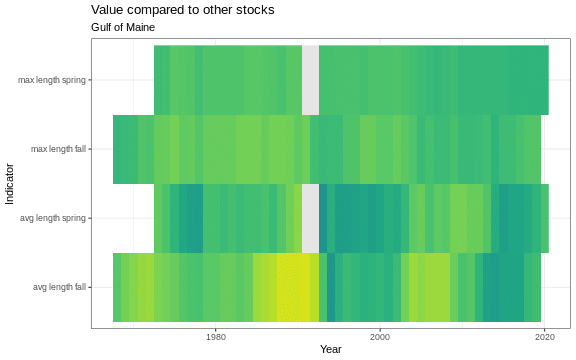 Value compared to other stocks
Gulf of Maine
max length spring
max length fall
avg length spring
avg length fall
Indicator
1980
2000
2020
Year